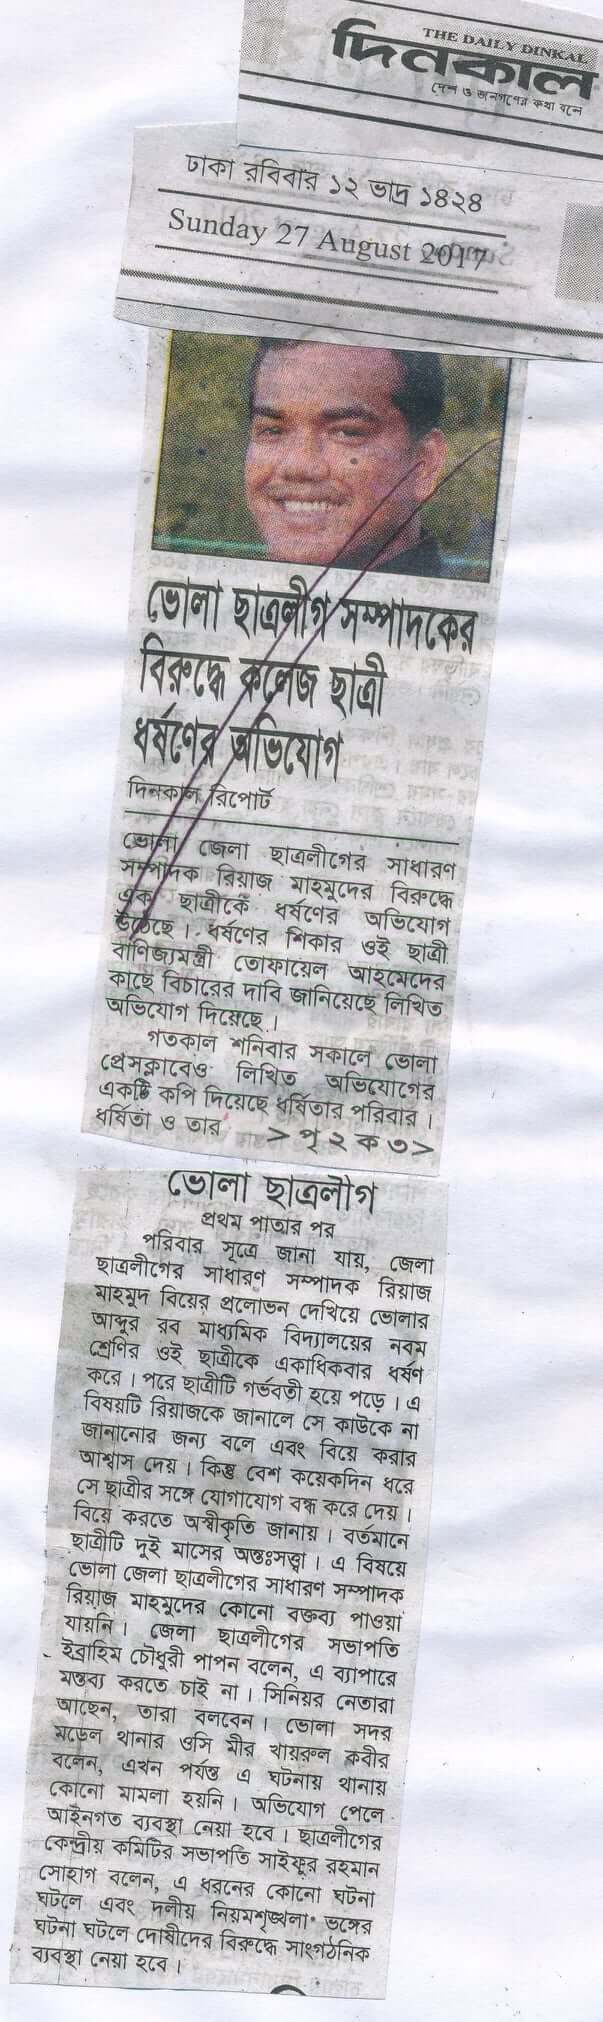 THE DAILY DINKAL
দিনকাল
দেশ ও জনগণের কথা বলে
ঢাকা রবিবার ১২ ভাদ্র ১৪২৪
Sunday 27 August 2017
ভোলা ছাত্রলীগ সম্পাদকের
বিরুদ্ধে কলেজ ছাত্রী
ধর্ষণের অভিযোগ
দিনকাল রিপোর্ট
ভোলা জেলা ছাত্রলীগের সাধারণ
সম্পাদক রিয়াজ মাহমুদের বিরুদ্ধে
এক ছাত্রীকে ধর্ষণের অভিযোগ
উঠেছে। ধর্ষণের শিকার ওই ছাত্রী
বাণিজ্যমন্ত্রী তোফায়েল আহমেদের
কাছে বিচারের দাবি জানিয়েছে লিখিত
অভিযোগ দিয়েছে।
গতকাল শনিবার সকালে ভোলা
প্রেসক্লাবেও লিখিত অভিযোগের
একটি কপি দিয়েছে ধর্ষিতার পরিবার।
ধর্ষিতা ও তার >পৃ ২ ক ৩>
ভোলা ছাত্রলীগ
প্রথম পাতার পর
পরিবার সূত্রে জানা যায়, জেলা
ছাত্রলীগের সাধারণ সম্পাদক রিয়াজ
মাহমুদ বিয়ের প্রলোভন দেখিয়ে ভোলার
আব্দুর রব মাধ্যমিক বিদ্যালয়ের নবম
শ্রেণির ওই ছাত্রীকে একাধিকবার ধর্ষণ
করে। পরে ছাত্রীটি গর্ভবতী হয়ে পড়ে। এ
বিষয়টি রিয়াজকে জানালে সে কাউকে না
জানানোর জন্য বলে এবং বিয়ে করার
আশ্বাস দেয়। কিন্তু বেশ কয়েকদিন ধরে
সে ছাত্রীর সঙ্গে যোগাযোগ বন্ধ করে দেয়।
বিয়ে করতে অস্বীকৃতি জানায়। বর্তমানে
ছাত্রীটি দুই মাসের অন্তঃসত্ত্বা। এ বিষয়ে
ভোলা জেলা ছাত্রলীগের সাধারণ সম্পাদক
রিয়াজ মাহমুদের কোনো বক্তব্য পাওয়া
যায়নি। জেলা ছাত্রলীগের সভাপতি
ইব্রাহিম চৌধুরী পাপন বলেন, এ ব্যাপারে
মন্তব্য করতে চাই না। সিনিয়র নেতারা
আছেন, তারা বলবেন। ভোলা সদর
মডেল থানার ওসি মীর খায়রুল কবীর
বলেন, এখন পর্যন্ত এ ঘটনায় থানায়
কোনো মামলা হয়নি। অভিযোগ পেলে
আইনগত ব্যবস্থা নেয়া হবে। ছাত্রলীগের
কেন্দ্রীয় কমিটির সভাপতি সাইফুর রহমান
সোহাগ বলেন, এ ধরনের কোনো ঘটনা
ঘটলে এবং দলীয় নিয়মশৃঙ্খলা ভঙ্গের
ঘটনা ঘটলে দোষীদের বিরুদ্ধে সাংগঠনিক
ব্যবস্থা নেয়া হবে।